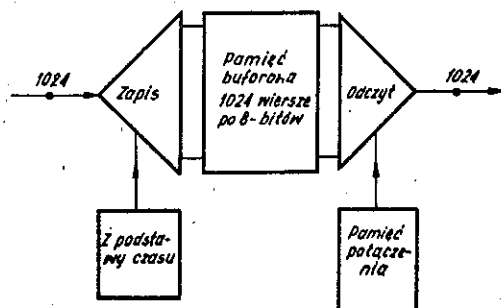 1024
Zapis
Pamięć
buforowa
1024 wiersze
po 8-bitów
Odczyt
1024
Z podsta-
wy czasu
Pamięć
połącze-
nia